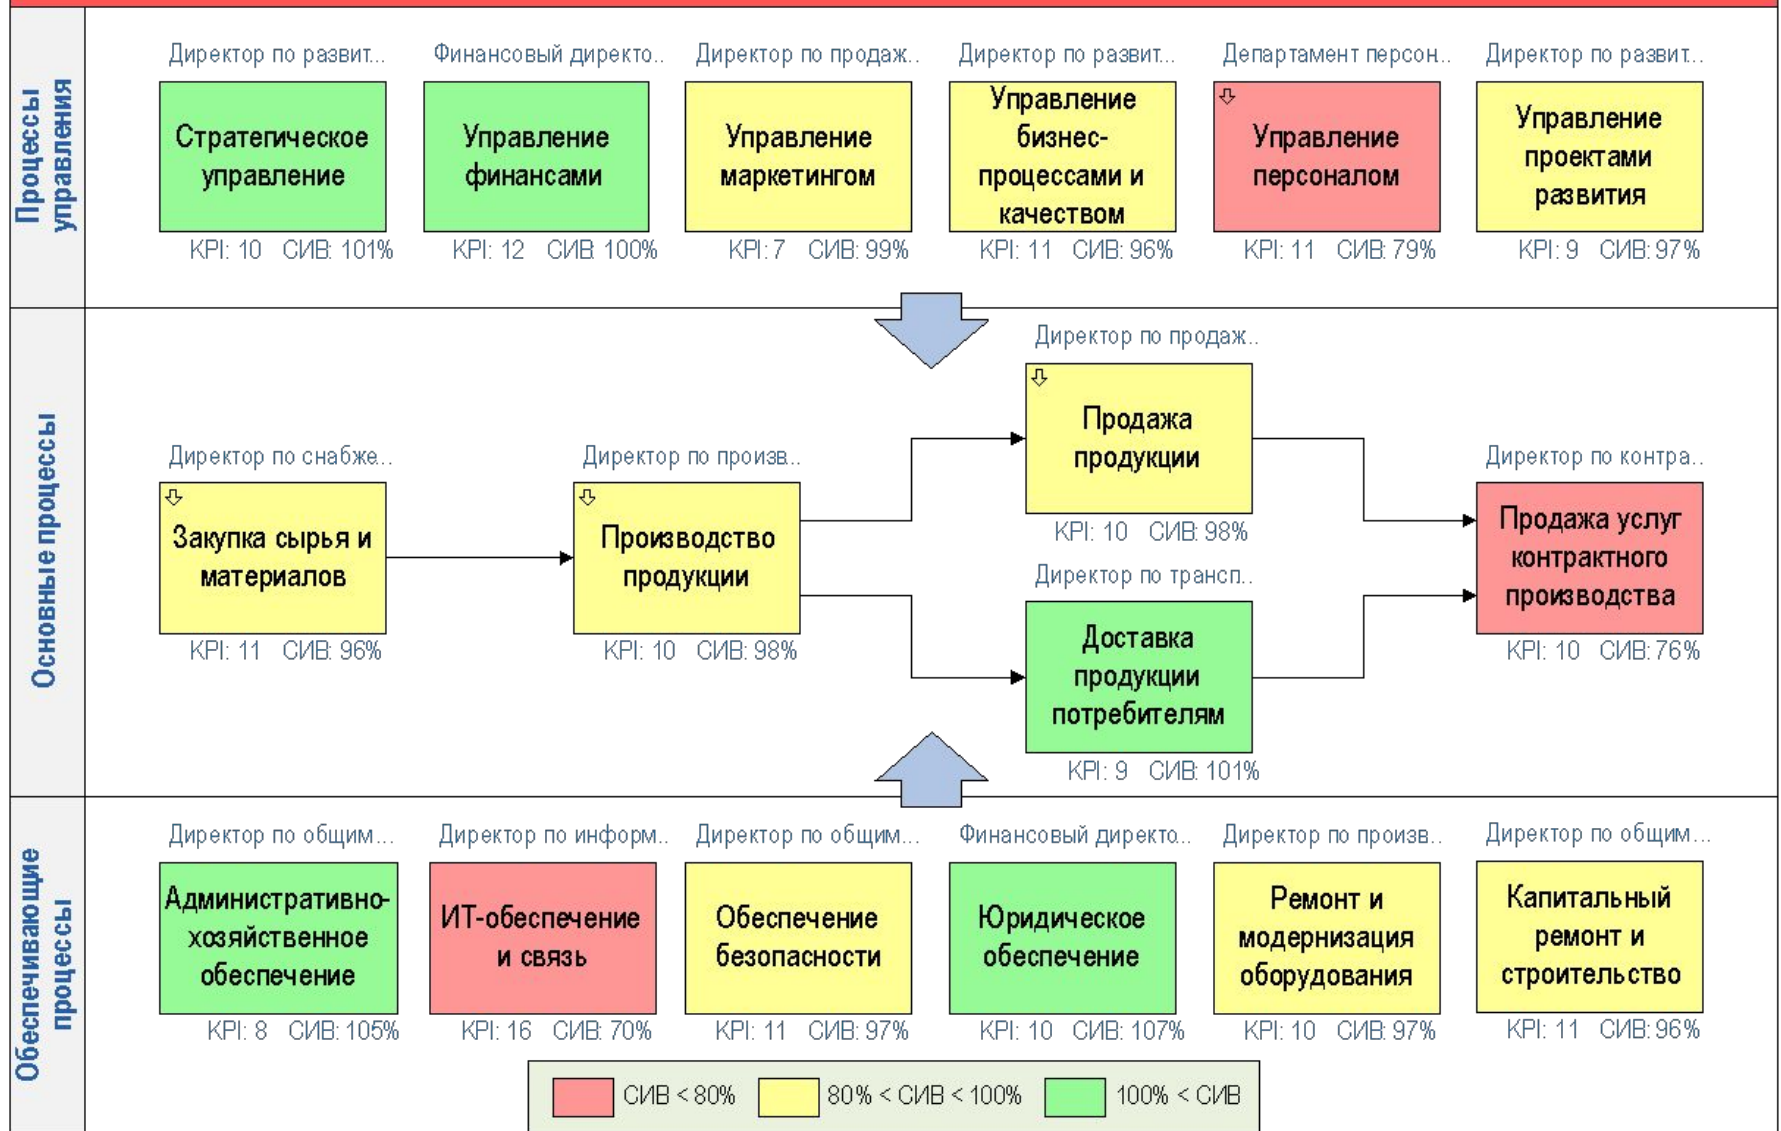 Процессы
управления
Директор по развит...
Стратегическое
управление
KPI: 10 СИВ: 101%
Финансовый директо..
Управление
финансами
KPI: 12 СИВ: 100%
Директор по продаж..
Управление
маркетингом
KPI: 7 СИВ: 99%
Директор по развит...
Управление
бизнес-
процессами и
качеством
KPI: 11 СИВ: 96%
Департамент персон..
Управление
персоналом
KPI: 11 СИВ: 79%
Директор по развит...
Управление
проектами
развития
KPI: 9 СИВ: 97%
Основные процессы
Директор по снабже...
Закупка сырья и
материалов
KPI: 11 СИВ: 96%
Директор по произв...
Производство
продукции
KPI: 10 СИВ: 98%
Директор по продаж..
Продажа
продукции
KPI: 10 СИВ: 98%
Директор по трансп..
Доставка
продукции
потребителям
KPI: 9 СИВ: 101%
Директор по контра..
Продажа услуг
контрактного
производства
KPI: 10 СИВ: 76%
Обеспечивающие
процессы
Директор по общим...
Административно-
хозяйственное
обеспечение
KPI: 8 СИВ: 105%
Директор по информ..
ИТ-обеспечение
и связь
KPI: 16 СИВ: 70%
Директор по общим...
Обеспечение
безопасности
KPI: 11 СИВ: 97%
Финансовый директо..
Юридическое
обеспечение
KPI: 10 СИВ: 107%
Директор по произв..
Ремонт и
модернизация
оборудования
KPI: 10 СИВ: 97%
Директор по общим...
Капитальный
ремонт и
строительство
KPI: 11 СИВ: 96%
СИВ < 80%
80% < СИВ < 100%
100% < СИВ